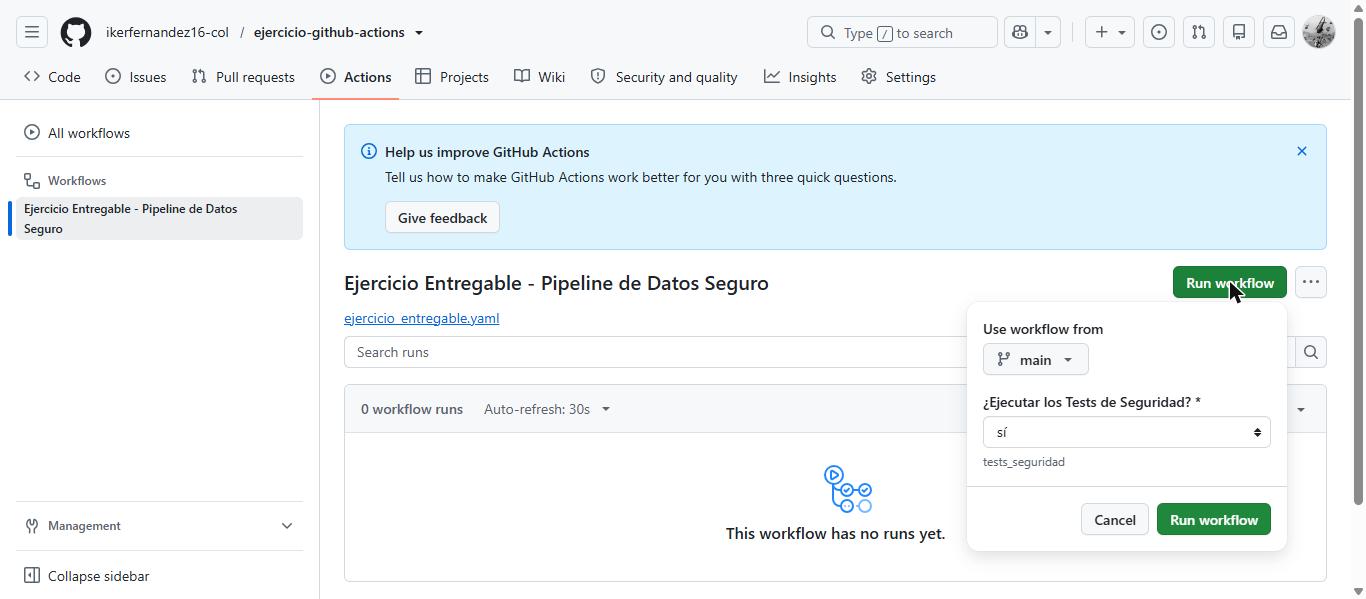 ikerfernandez16-col / ejercicio-github-actions
Type / to search
Code
Issues
Pull requests
Actions
Projects
Wiki
Security and quality
Insights
Settings
All workflows
Workflows
Ejercicio Entregable - Pipeline de Datos
Seguro
Management
Collapse sidebar
Help us improve GitHub Actions
Tell us how to make GitHub Actions work better for you with three quick questions.
Give feedback
Ejercicio Entregable - Pipeline de Datos Seguro
Run workflow
ejercicio_entregable.yaml
Search runs
0 workflow runs
Auto-refresh: 30s
This workflow has no runs yet.
Use workflow from
main
¿Ejecutar los Tests de Seguridad? *
sí
tests_seguridad
Cancel
Run workflow